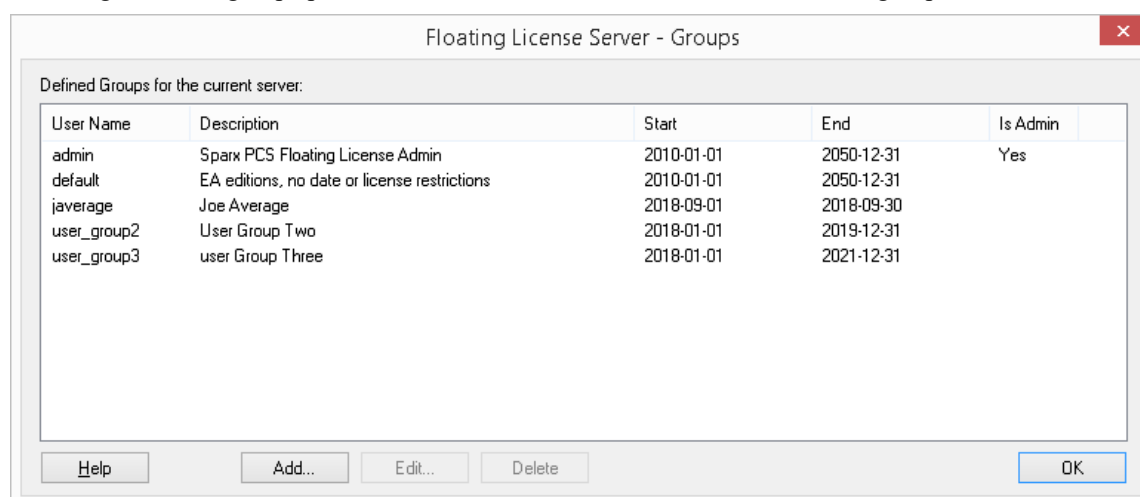 Floating License Server - Groups
Defined Groups for the current server:
User Name Description Start End Is Admin
admin Sparx PCS Floating License Admin 2010-01-01 2050-12-31 Yes
default EA editions, no date or license restrictions 2010-01-01 2050-12-31
javerage Joe Average 2018-09-01 2018-09-30
user_group2 User Group Two 2018-01-01 2019-12-31
user_group3 user Group Three 2018-01-01 2021-12-31
Help Add... Edit... Delete OK